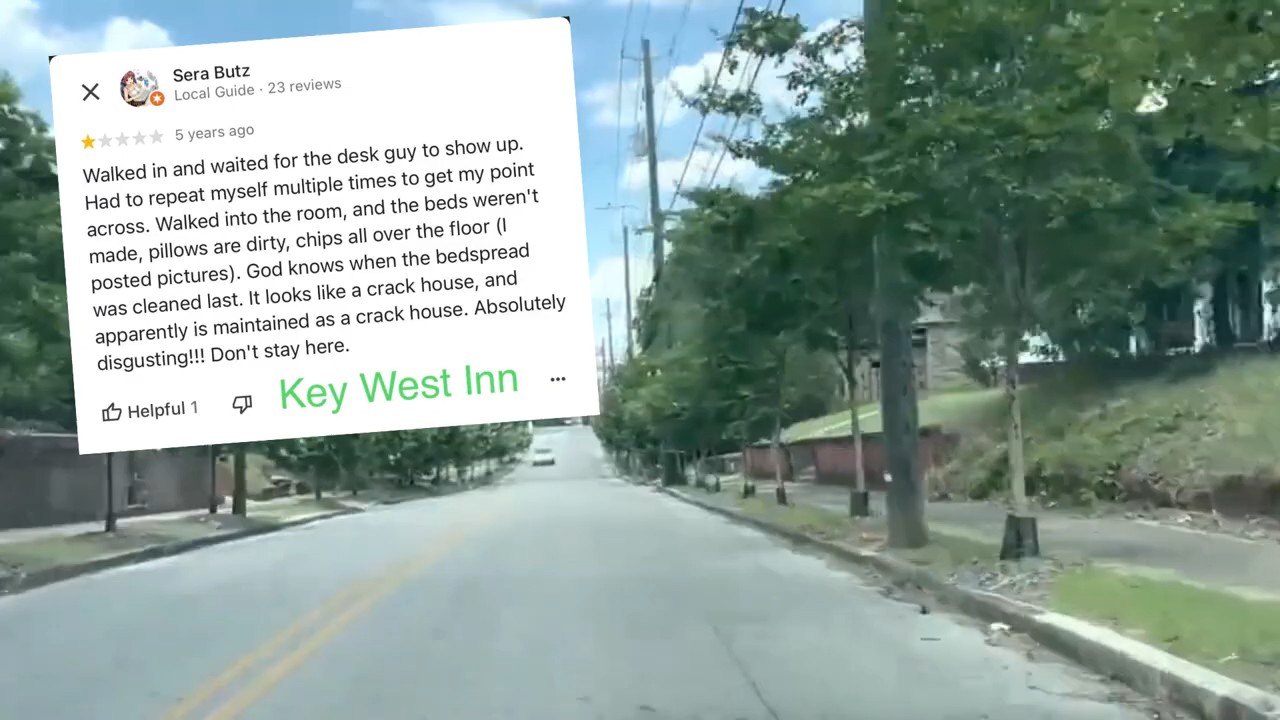 Sera Butz
Local Guide · 23 reviews
5 years ago
Walked in and waited for the desk guy to show up.
Had to repeat myself multiple times to get my point
across. Walked into the room, and the beds weren't
made, pillows are dirty, chips all over the floor (I
posted pictures). God knows when the bedspread
was cleaned last. It looks like a crack house, and
apparently is maintained as a crack house. Absolutely
disgusting!!! Don't stay here.
Key West Inn
Helpful 1